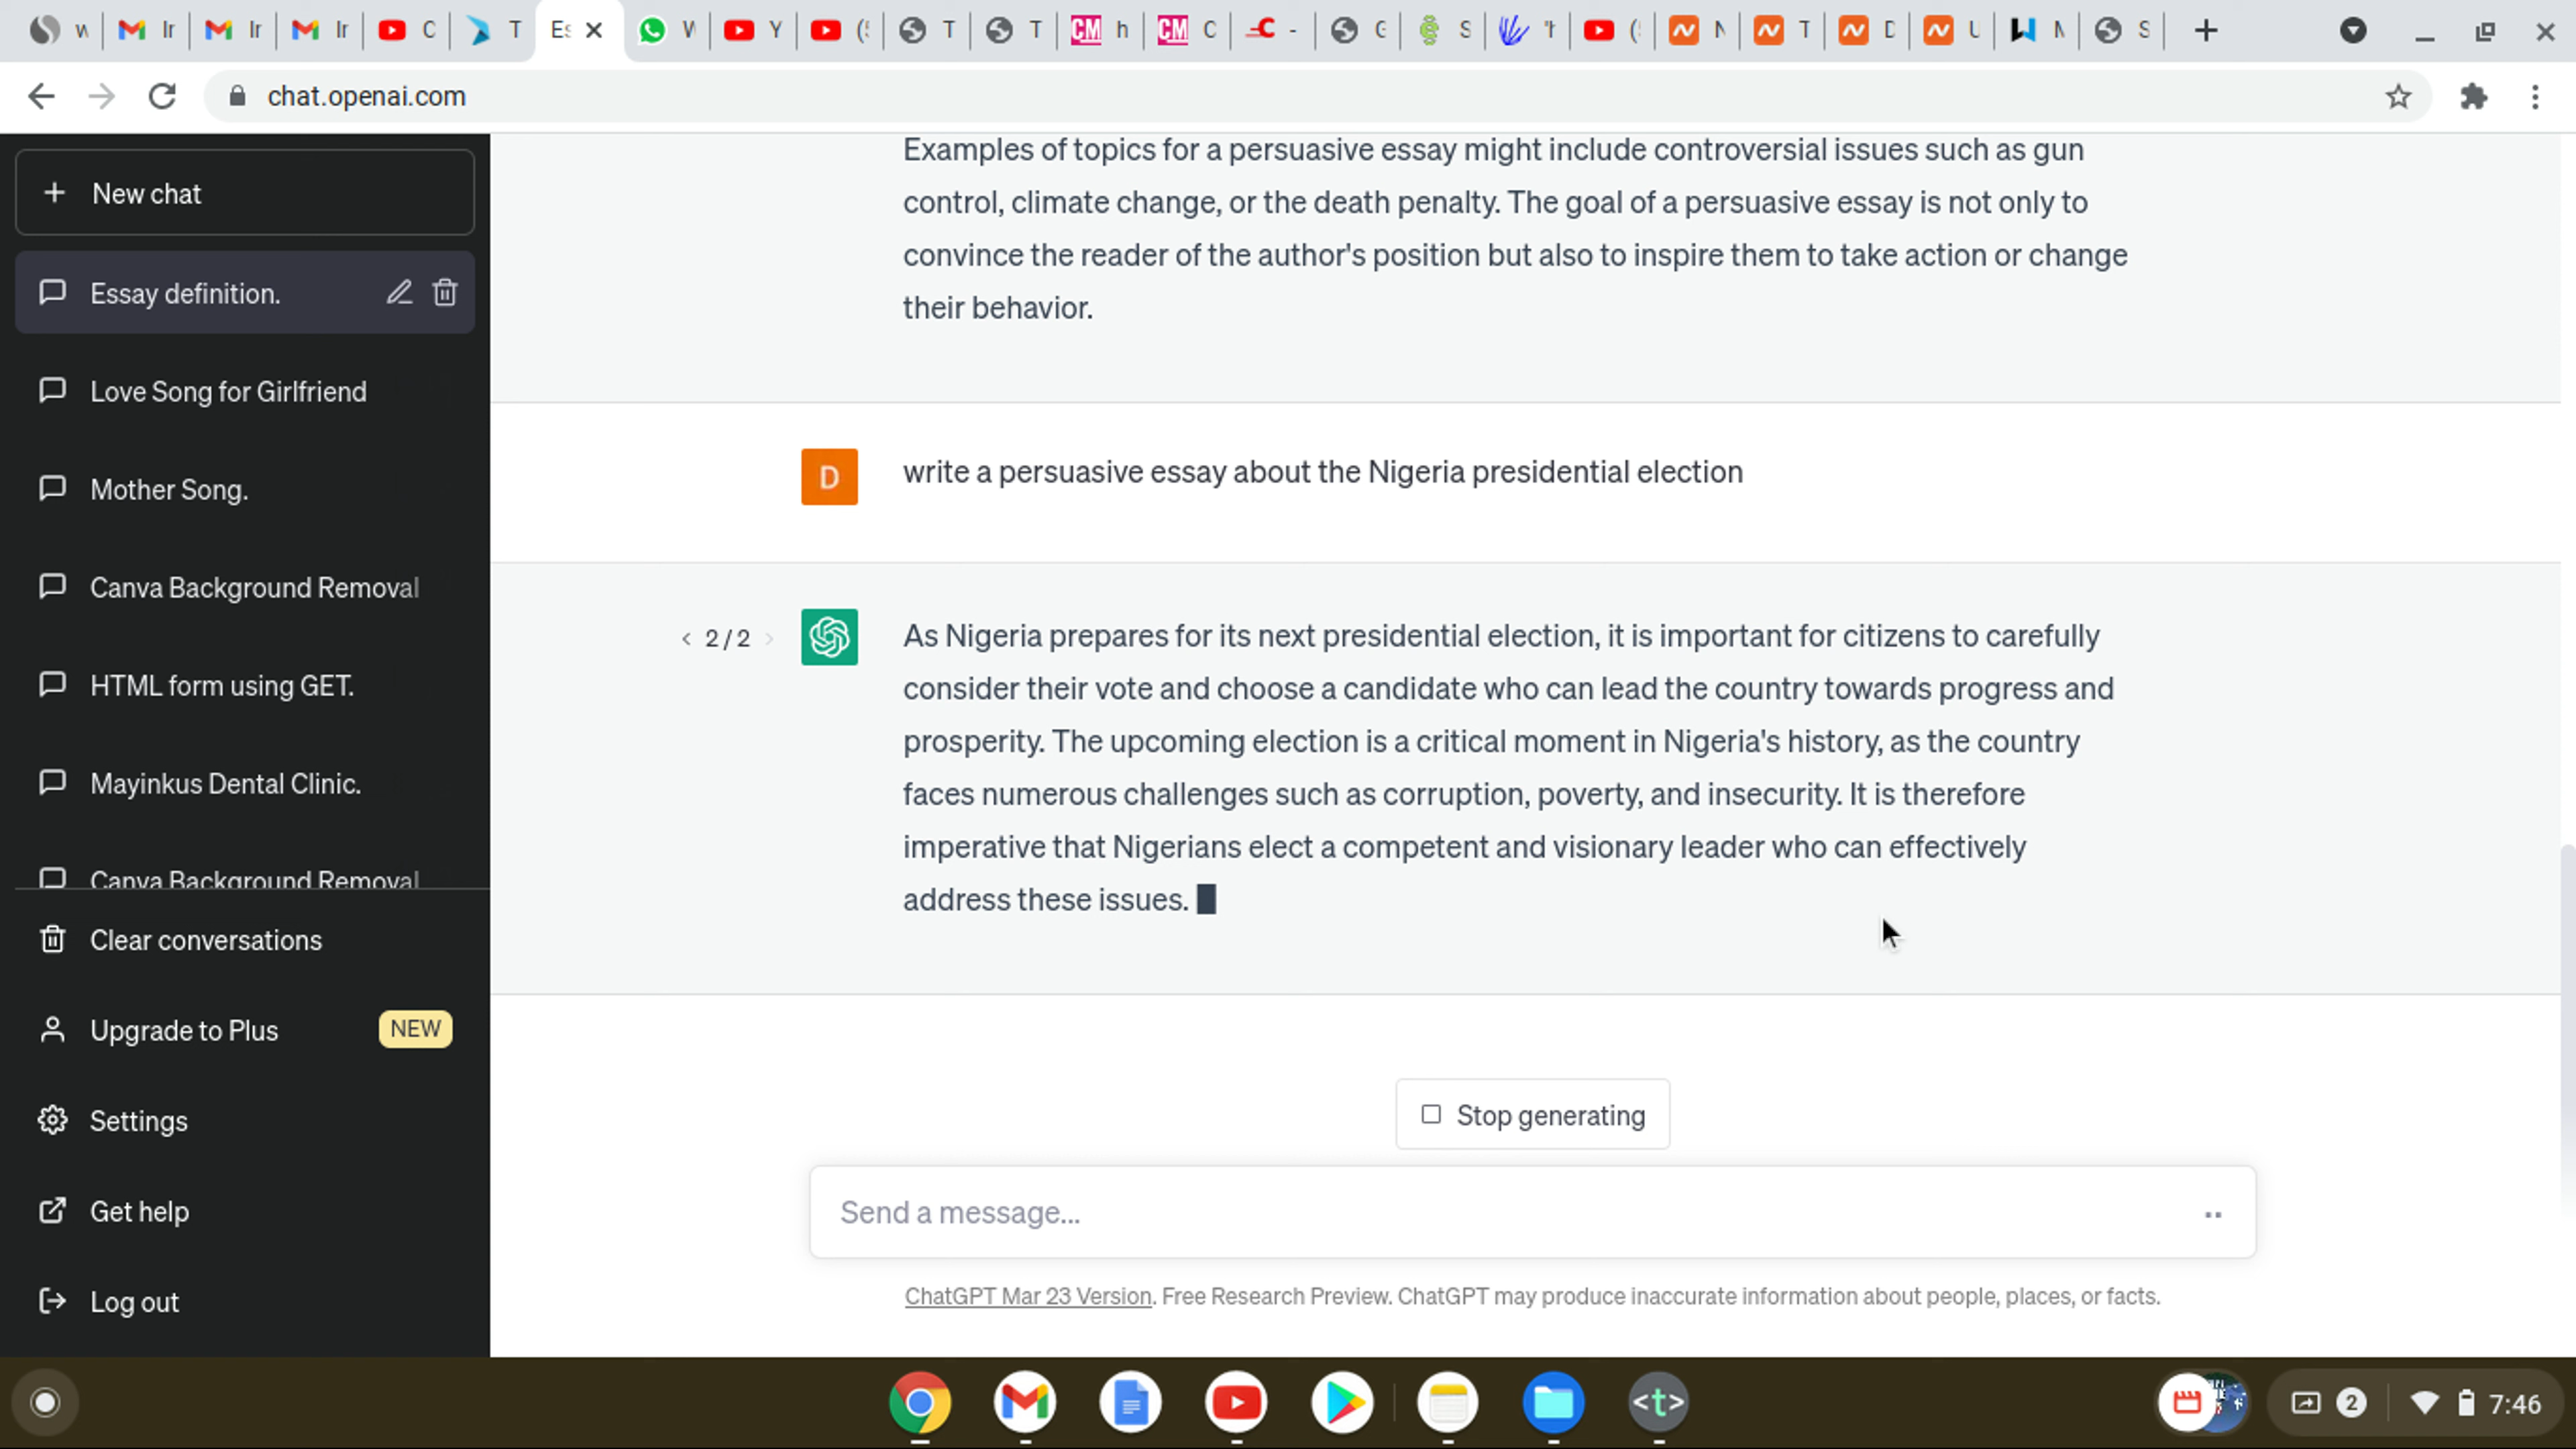 w Ir Ir Ir C T Es W Y (5 T T CM h CM C - G S "h ( N T D U M S
chat.openai.com
New chat
Essay definition.
Love Song for Girlfriend
Mother Song.
Canva Background Removal
HTML form using GET.
Mayinkus Dental Clinic.
Canva Background Removal
Clear conversations
Upgrade to Plus NEW
Settings
Get help
Log out
Examples of topics for a persuasive essay might include controversial issues such as gun
control, climate change, or the death penalty. The goal of a persuasive essay is not only to
convince the reader of the author's position but also to inspire them to take action or change
their behavior.
D write a persuasive essay about the Nigeria presidential election
< 2 / 2 >
As Nigeria prepares for its next presidential election, it is important for citizens to carefully
consider their vote and choose a candidate who can lead the country towards progress and
prosperity. The upcoming election is a critical moment in Nigeria's history, as the country
faces numerous challenges such as corruption, poverty, and insecurity. It is therefore
imperative that Nigerians elect a competent and visionary leader who can effectively
address these issues.
Stop generating
Send a message...
ChatGPT Mar 23 Version. Free Research Preview. ChatGPT may produce inaccurate information about people, places, or facts.
<t>
2 7:46